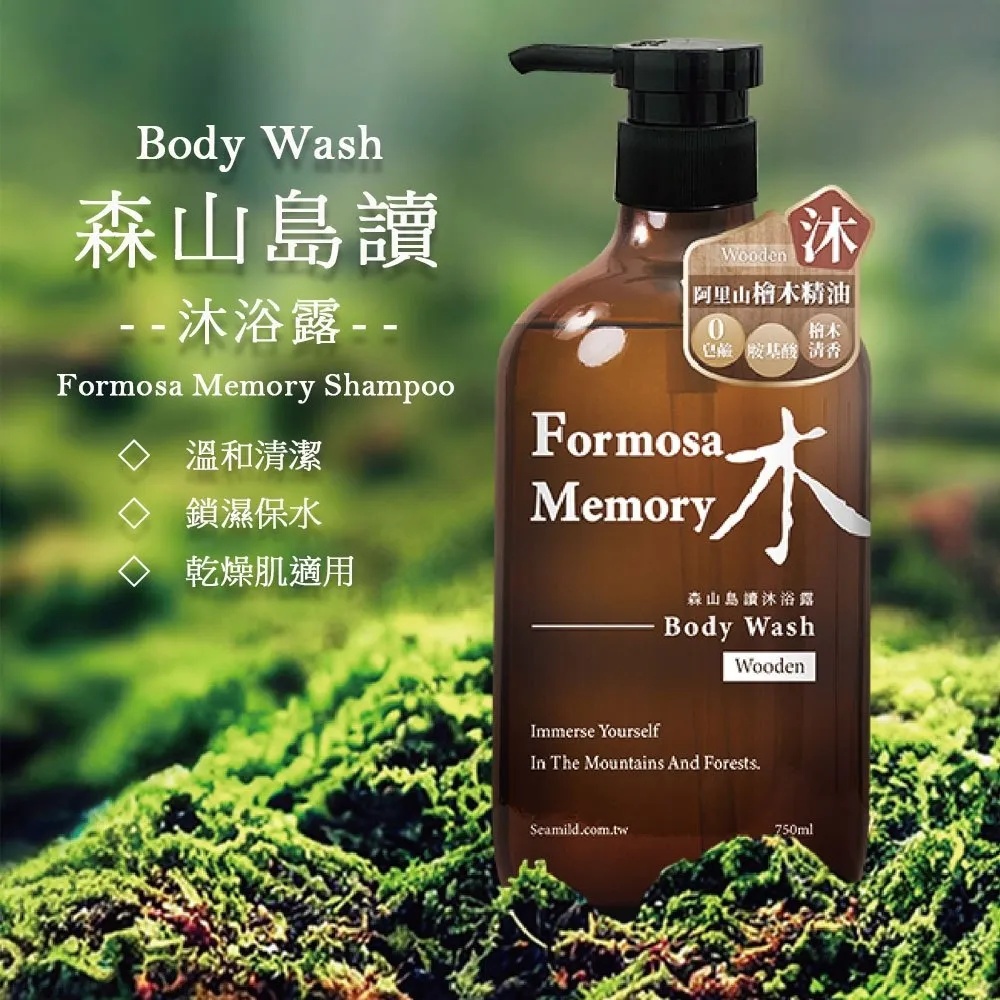 Body Wash
森山島讀
--沐浴露--
Formosa Memory Shampoo
◇ 溫和清潔
◇ 鎖濕保水
◇ 乾燥肌適用
Wooden
沐
阿里山檜木精油
0
皂鹼
胺基酸
檜木
清香
Formosa
Memory
木
森山島讀沐浴露
Body Wash
Wooden
Immerse Yourself
In The Mountains And Forests.
Seamild.com.tw
750ml